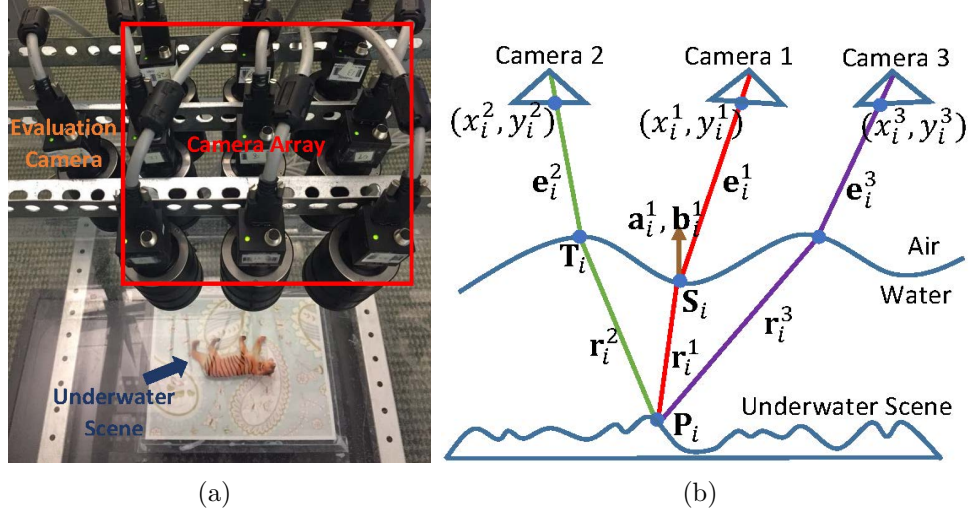 Evaluation
Camera
Camera Array
Underwater
Scene
(a)
Camera 2
Camera 1
Camera 3
(x_i^2, y_i^2)
(x_i^1, y_i^1)
(x_i^3, y_i^3)
e_i^2
e_i^1
e_i^3
a_i^1, b_i^1
T_i
S_i
Air
Water
r_i^2
r_i^1
r_i^3
Underwater Scene
P_i
(b)